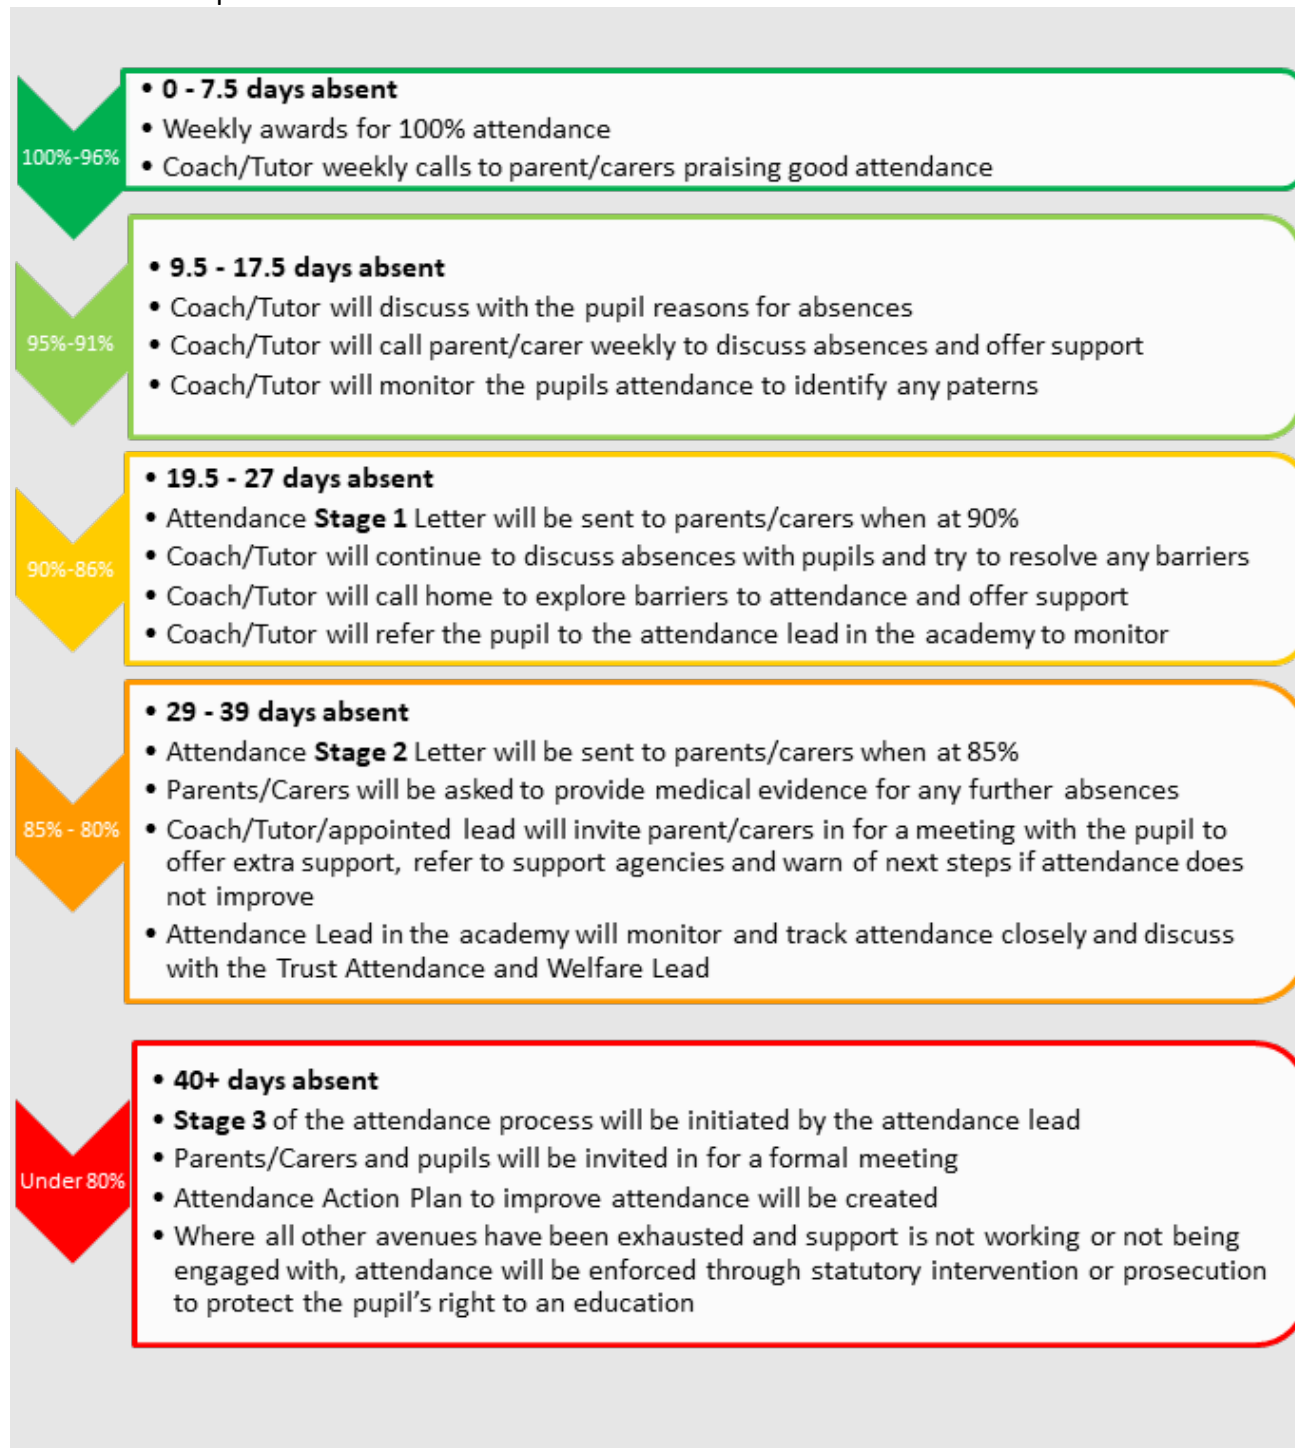 100%-96%
• 0 - 7.5 days absent
• Weekly awards for 100% attendance
• Coach/Tutor weekly calls to parent/carers praising good attendance
95%-91%
• 9.5 - 17.5 days absent
• Coach/Tutor will discuss with the pupil reasons for absences
• Coach/Tutor will call parent/carer weekly to discuss absences and offer support
• Coach/Tutor will monitor the pupils attendance to identify any paterns
90%-86%
• 19.5 - 27 days absent
• Attendance Stage 1 Letter will be sent to parents/carers when at 90%
• Coach/Tutor will continue to discuss absences with pupils and try to resolve any barriers
• Coach/Tutor will call home to explore barriers to attendance and offer support
• Coach/Tutor will refer the pupil to the attendance lead in the academy to monitor
85% - 80%
• 29 - 39 days absent
• Attendance Stage 2 Letter will be sent to parents/carers when at 85%
• Parents/Carers will be asked to provide medical evidence for any further absences
• Coach/Tutor/appointed lead will invite parent/carers in for a meeting with the pupil to
offer extra support, refer to support agencies and warn of next steps if attendance does
not improve
• Attendance Lead in the academy will monitor and track attendance closely and discuss
with the Trust Attendance and Welfare Lead
Under 80%
• 40+ days absent
• Stage 3 of the attendance process will be initiated by the attendance lead
• Parents/Carers and pupils will be invited in for a formal meeting
• Attendance Action Plan to improve attendance will be created
• Where all other avenues have been exhausted and support is not working or not being
engaged with, attendance will be enforced through statutory intervention or prosecution
to protect the pupil's right to an education